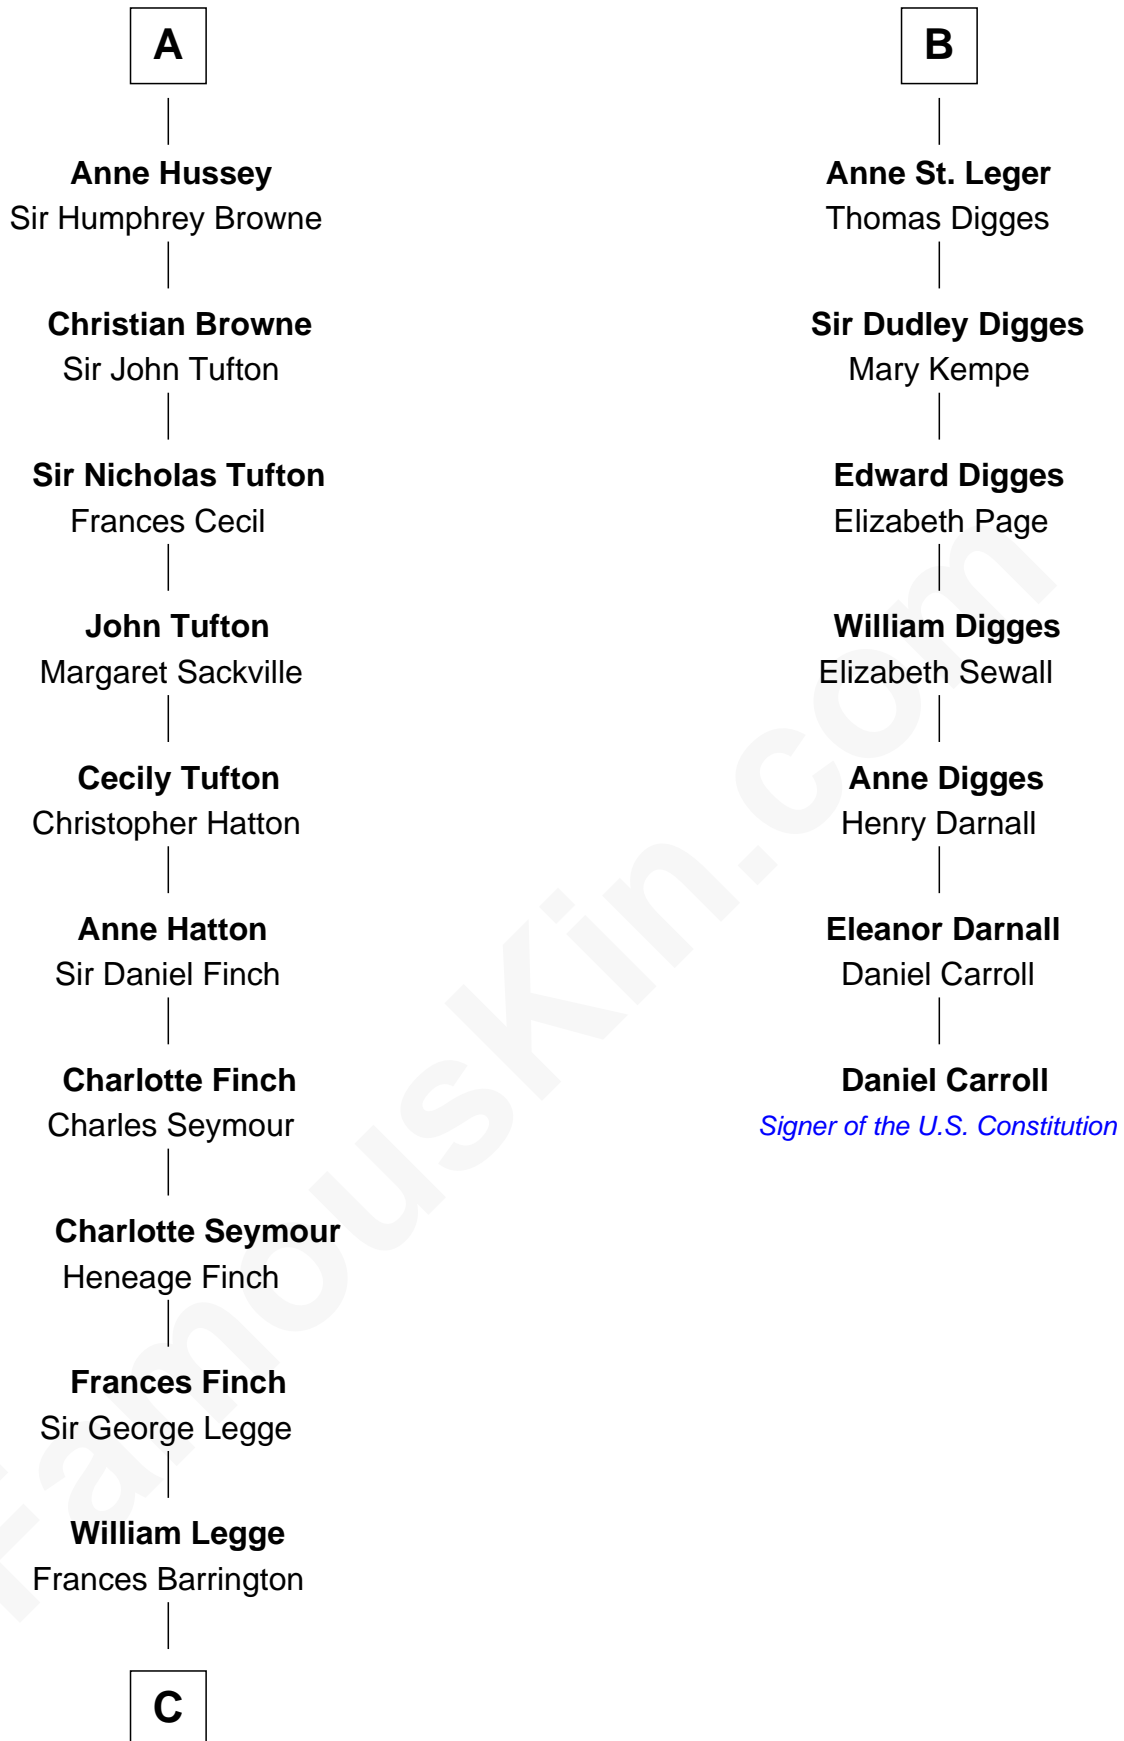 A
Anne Hussey
Sir Humphrey Browne
Christian Browne
Sir John Tufton
Sir Nicholas Tufton
Frances Cecil
John Tufton
Margaret Sackville
Cecily Tufton
Christopher Hatton
Anne Hatton
Sir Daniel Finch
Charlotte Finch
Charles Seymour
Charlotte Seymour
Heneage Finch
Frances Finch
Sir George Legge
William Legge
Frances Barrington
C
B
Anne St. Leger
Thomas Digges
Sir Dudley Digges
Mary Kempe
Edward Digges
Elizabeth Page
William Digges
Elizabeth Sewall
Anne Digges
Henry Darnall
Eleanor Darnall
Daniel Carroll
Daniel Carroll
Signer of the U.S. Constitution
FamousKin.com